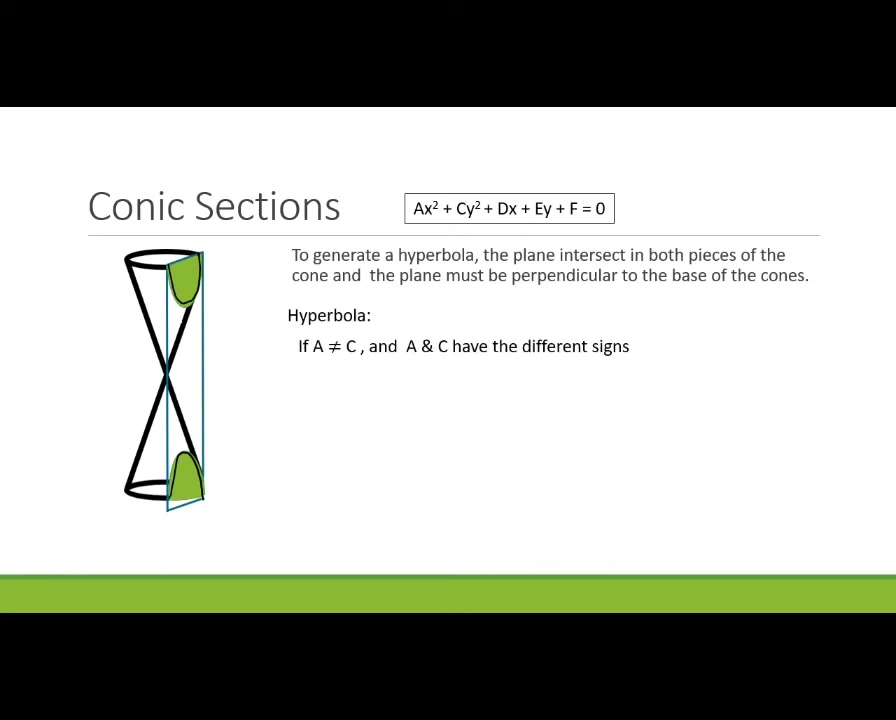 Conic Sections
Ax² + Cy² + Dx + Ey + F = 0
To generate a hyperbola, the plane intersect in both pieces of the
cone and the plane must be perpendicular to the base of the cones.
Hyperbola:
If A ≠ C , and A & C have the different signs